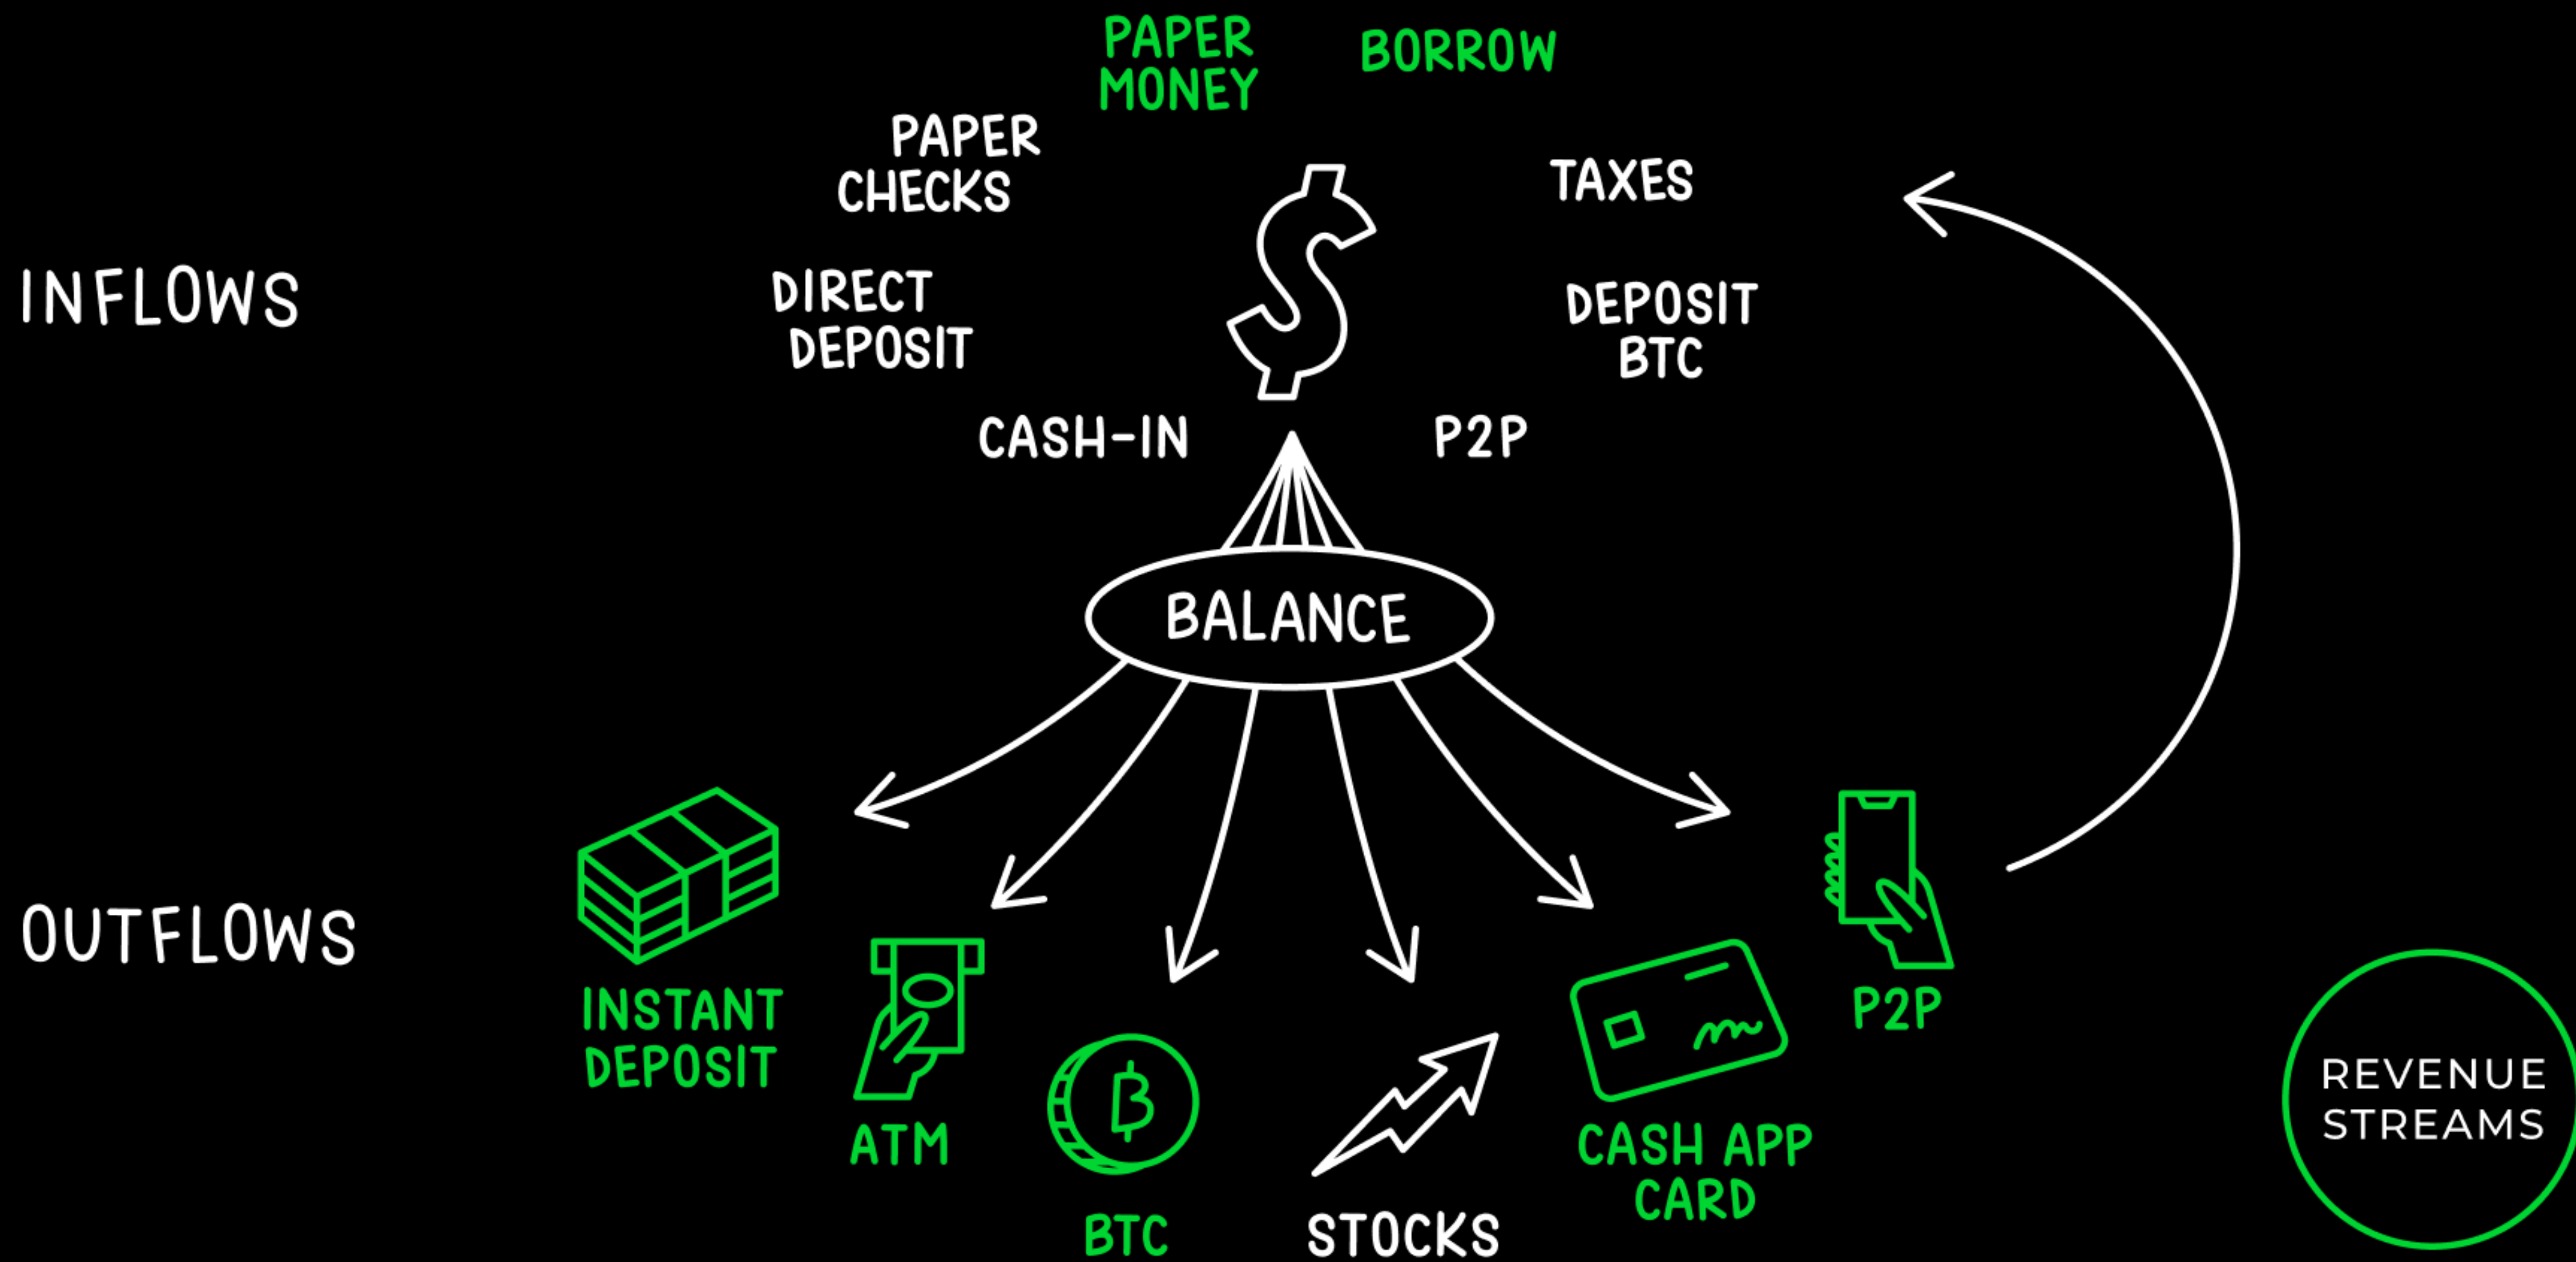 PAPER
MONEY
BORROW
PAPER
CHECKS
TAXES
INFLOWS
DIRECT
DEPOSIT
DEPOSIT
BTC
CASH-IN
P2P
BALANCE
OUTFLOWS
INSTANT
DEPOSIT
ATM
BTC
STOCKS
CASH APP
CARD
P2P
REVENUE
STREAMS